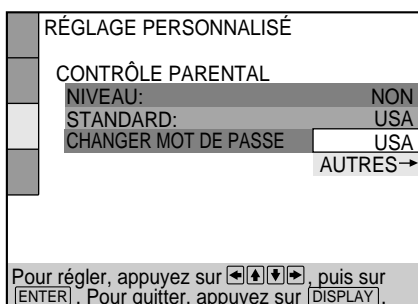 RÉGLAGE PERSONNALISÉ
CONTRÔLE PARENTAL
NIVEAU: NON
STANDARD: USA
CHANGER MOT DE PASSE USA
AUTRES→
Pour régler, appuyez sur ←↑↓→, puis sur
ENTER . Pour quitter, appuyez sur DISPLAY .